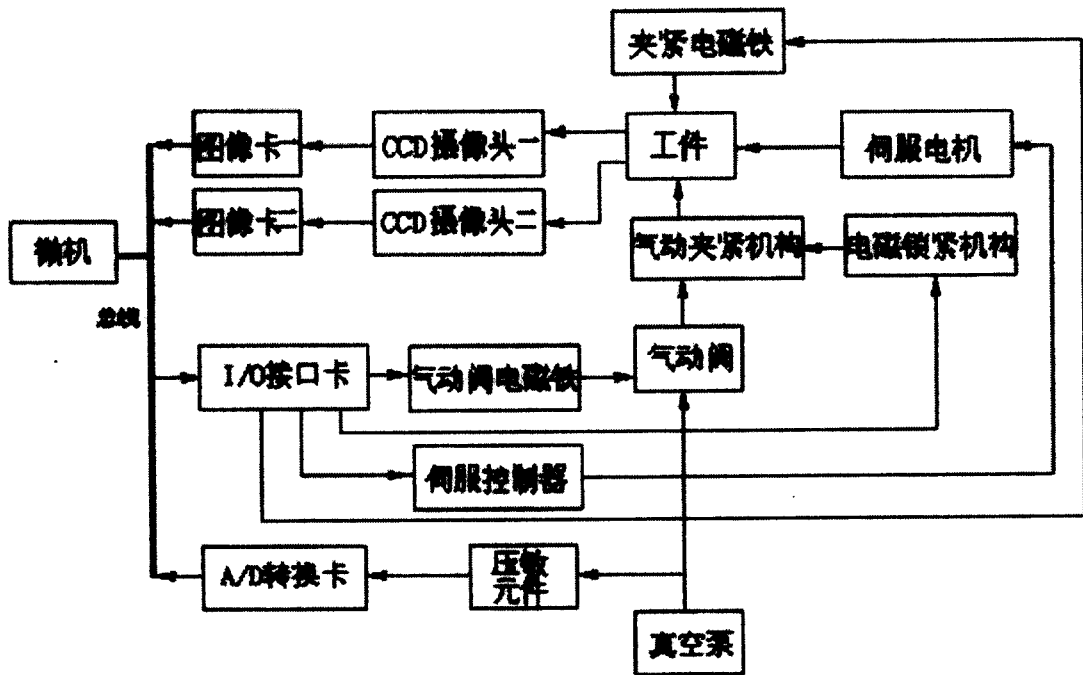 夹紧电磁铁
图像卡一
CCD摄像头一
工件
伺服电机
图像卡二
CCD摄像头二
微机
气动夹紧机构
电磁锁紧机构
总线
I/O接口卡
气动阀电磁铁
气动阀
伺服控制器
A/D转换卡
压敏
元件
真空泵